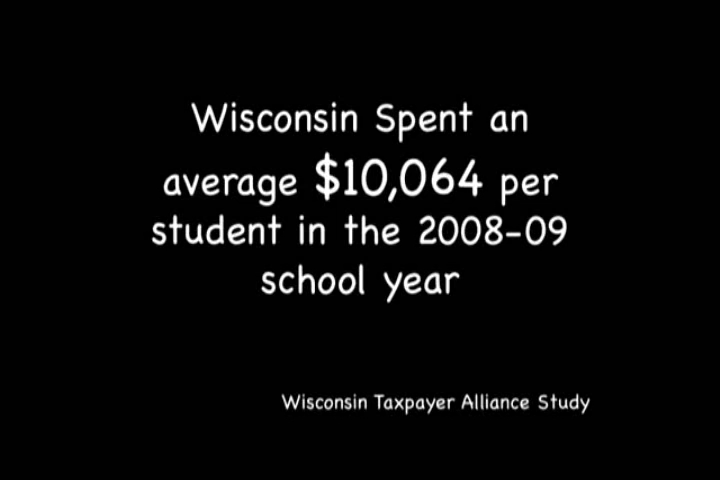 Wisconsin Spent an
average $10,064 per
student in the 2008-09
school year
Wisconsin Taxpayer Alliance Study